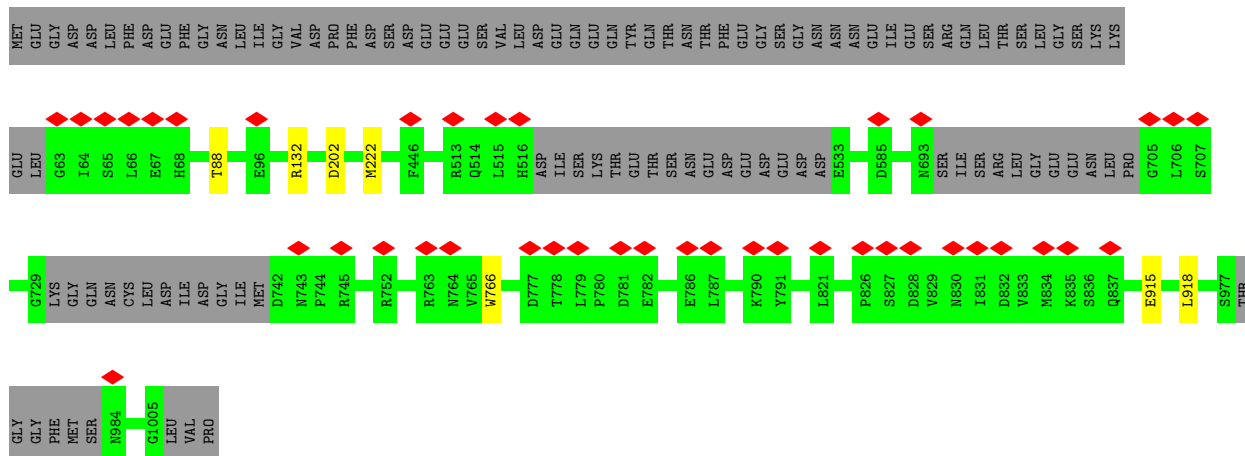 MET GLU GLY ASP ASP LEU PHE ASP GLU PHE GLY ASN LEU ILE GLY VAL ASP PRO PHE ASP SER ASP GLU GLU GLU SER VAL LEU ASP GLU GLN GLU GLN TYR GLN THR ASN THR PHE GLU GLY SER GLY ASN ASN ASN GLU ILE GLU SER ARG GLN LEU THR SER LEU GLY SER LYS LYS
GLU LEU G63 I64 S65 L66 E67 H68 T88 E96 R132 D202 M222 F446 R513 Q514 L515 H516 ASP ILE SER LYS THR GLU THR SER ASN GLU ASP GLU ASP GLU ASP ASP E533 D585 N693 SER ILE SER ARG LEU GLY GLU GLU ASN LEU PRO G705 L706 S707
G729 LYS GLY GLN ASN CYS LEU ASP ILE ASP GLY ILE MET D742 N743 P744 R745 R752 R763 N764 V765 W766 D777 T778 L779 P780 D781 E782 E786 L787 K790 Y791 L821 P826 S827 D828 V829 N830 I831 D832 V833 M834 K835 S836 Q837 E915 L918 S977 THR
GLY GLY PHE MET SER N984 G1005 LEU VAL PRO